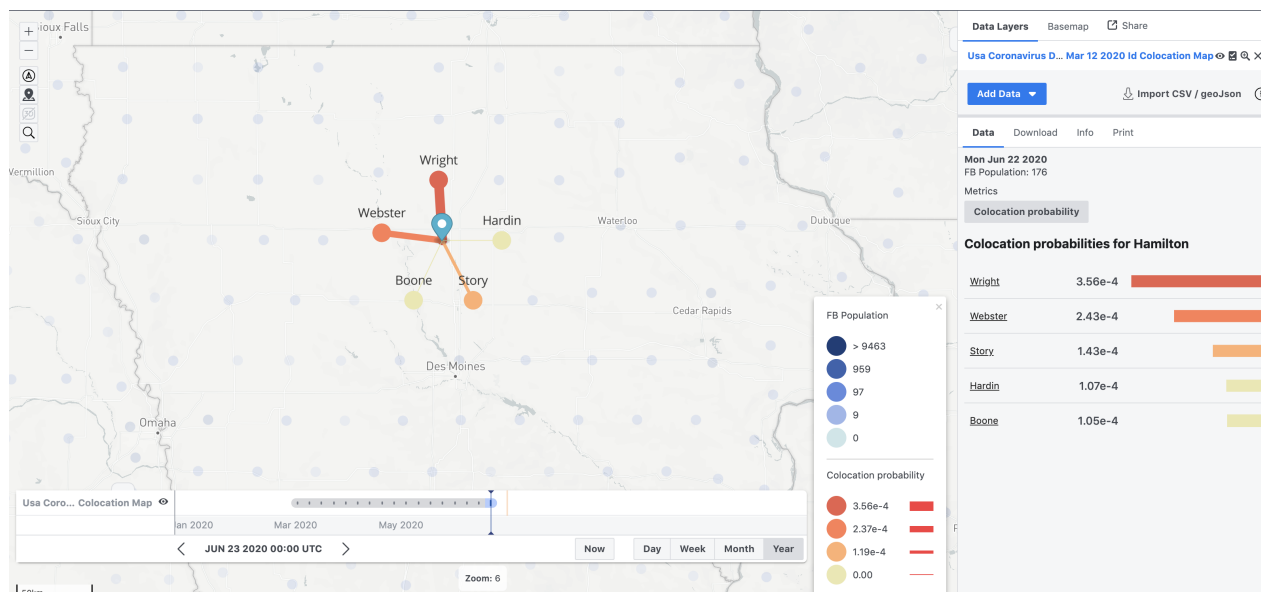 ioux Falls
Vermillion
Sioux City
Omaha
Wright
Webster
Hardin
Boone
Story
Waterloo
Dubuque
Cedar Rapids
Des Moines
+
−
3D
FB Population
×
> 9463
959
97
9
0
Colocation probability
3.56e-4
2.37e-4
1.19e-4
0.00
Usa Coro... Colocation Map
Jan 2020
Mar 2020
May 2020
JUN 23 2020 00:00 UTC
Now
Day
Week
Month
Year
Zoom: 6
50km
Data Layers
Basemap
Share
Usa Coronavirus D... Mar 12 2020 Id Colocation Map
Add Data
Import CSV / geoJson
Data
Download
Info
Print
Mon Jun 22 2020
FB Population: 176
Metrics
Colocation probability
Colocation probabilities for Hamilton
Wright 3.56e-4
Webster 2.43e-4
Story 1.43e-4
Hardin 1.07e-4
Boone 1.05e-4